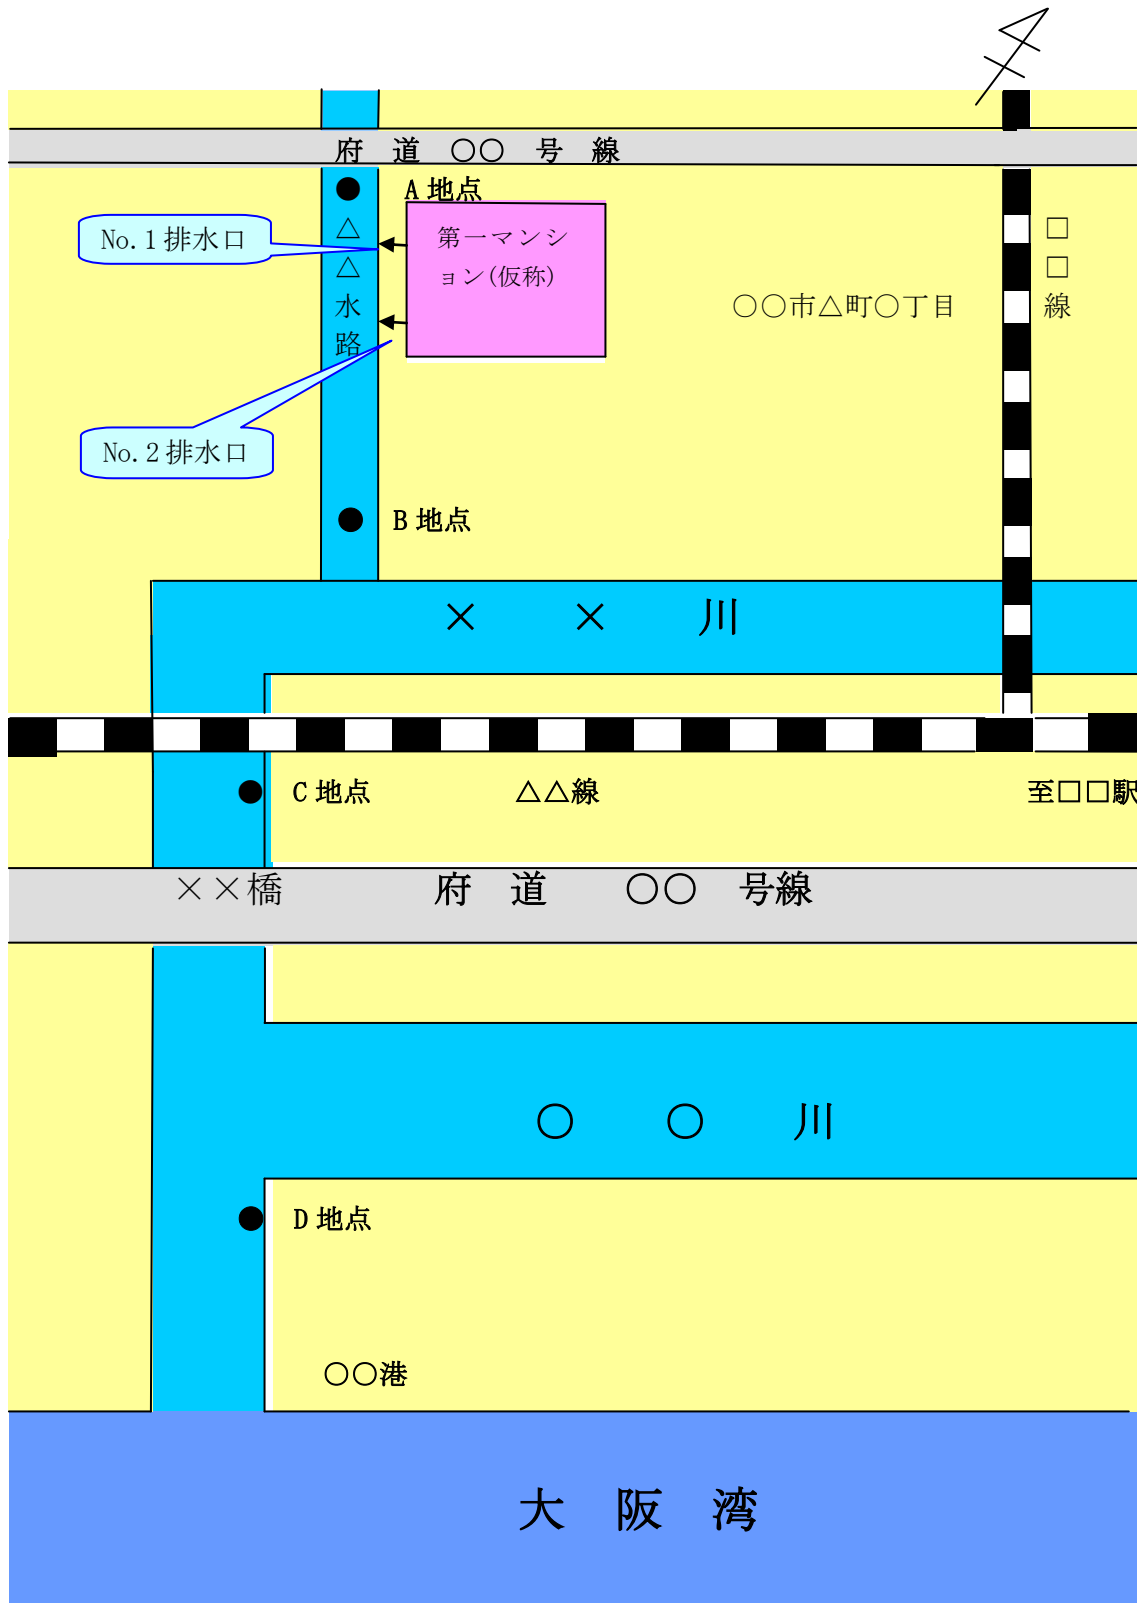 府 道 ○○ 号 線
A 地点
No.1 排水口
第一マンシ
ョン(仮称)
△△水路
○○市△町○丁目
□□線
No.2 排水口
B 地点
× × 川
C 地点
△△線
至□□駅
××橋
府 道 ○○ 号線
○ ○ 川
D 地点
○○港
大 阪 湾